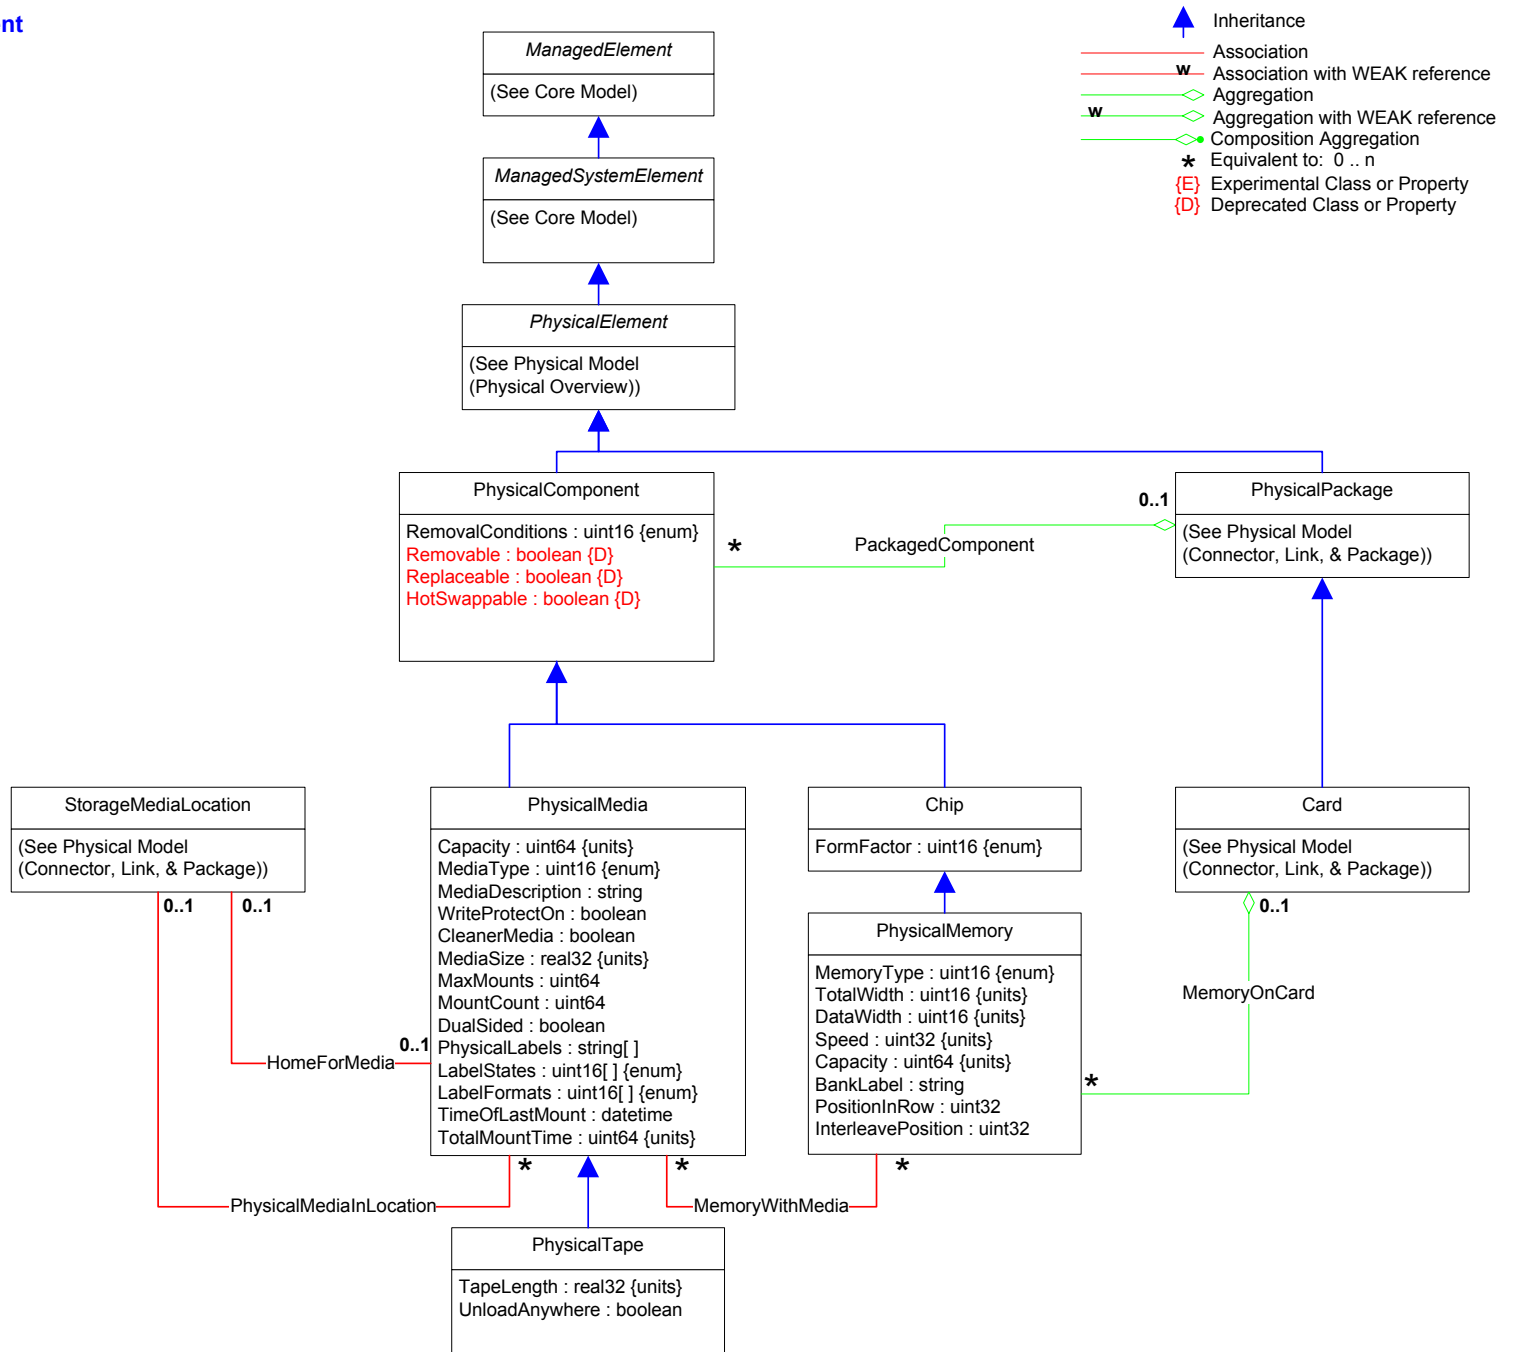 nt
Inheritance
Association
w
Association with WEAK reference
Aggregation
w
Aggregation with WEAK reference
Composition Aggregation
* Equivalent to: 0 .. n
{E} Experimental Class or Property
{D} Deprecated Class or Property
ManagedElement
(See Core Model)
ManagedSystemElement
(See Core Model)
PhysicalElement
(See Physical Model
(Physical Overview))
PhysicalComponent
RemovalConditions : uint16 {enum}
Removable : boolean {D}
Replaceable : boolean {D}
HotSwappable : boolean {D}
*
PackagedComponent
0..1
PhysicalPackage
(See Physical Model
(Connector, Link, & Package))
StorageMediaLocation
(See Physical Model
(Connector, Link, & Package))
0..1
0..1
HomeForMedia
0..1
PhysicalMedia
Capacity : uint64 {units}
MediaType : uint16 {enum}
MediaDescription : string
WriteProtectOn : boolean
CleanerMedia : boolean
MediaSize : real32 {units}
MaxMounts : uint64
MountCount : uint64
DualSided : boolean
PhysicalLabels : string[ ]
LabelStates : uint16[ ] {enum}
LabelFormats : uint16[ ] {enum}
TimeOfLastMount : datetime
TotalMountTime : uint64 {units}
Chip
FormFactor : uint16 {enum}
PhysicalMemory
MemoryType : uint16 {enum}
TotalWidth : uint16 {units}
DataWidth : uint16 {units}
Speed : uint32 {units}
Capacity : uint64 {units}
BankLabel : string
PositionInRow : uint32
InterleavePosition : uint32
Card
(See Physical Model
(Connector, Link, & Package))
0..1
MemoryOnCard
*
*
*
*
PhysicalMediaInLocation
MemoryWithMedia
PhysicalTape
TapeLength : real32 {units}
UnloadAnywhere : boolean